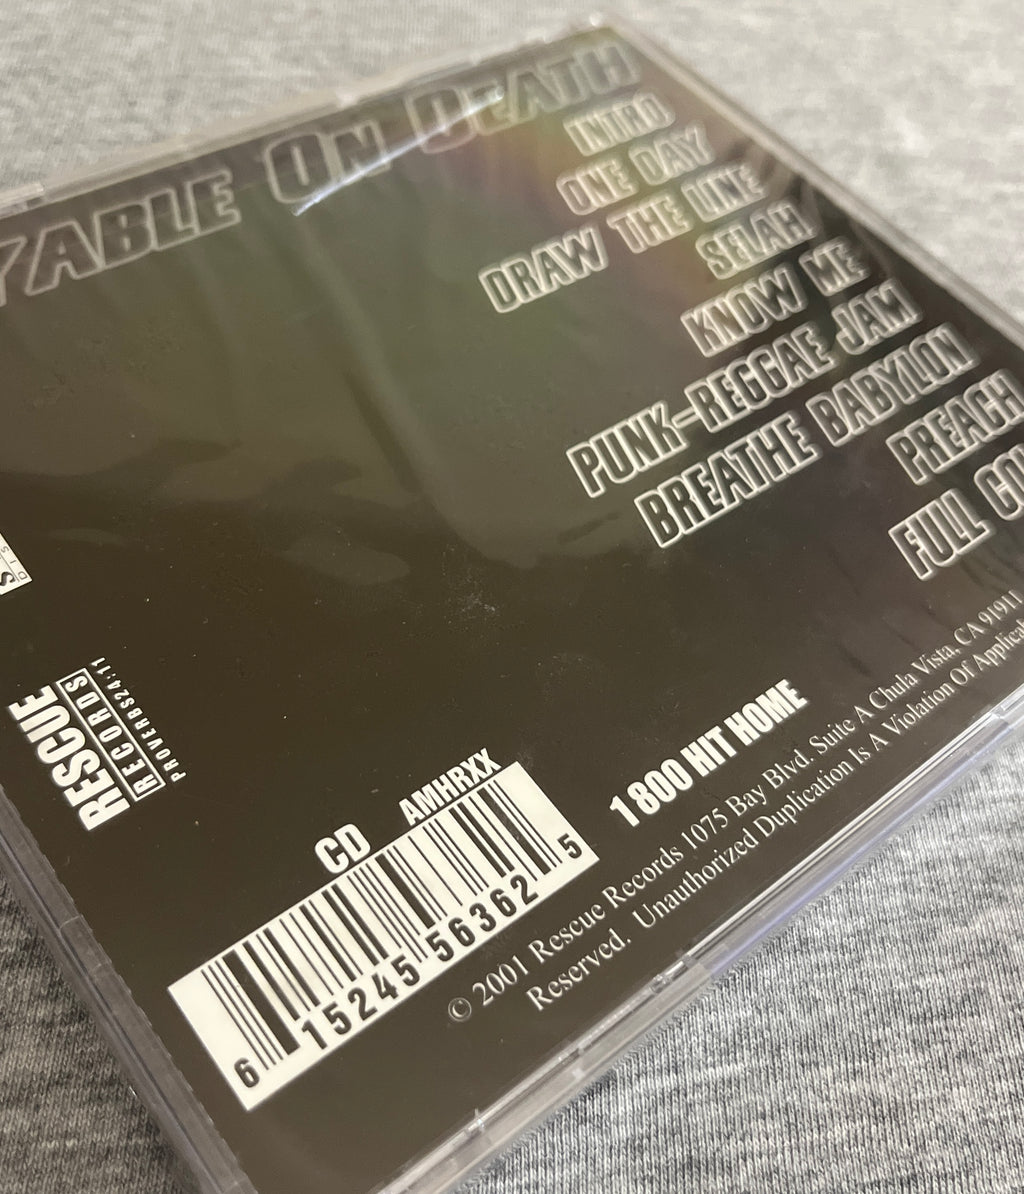 YABLE ON DEATH
INTRO
ONE DAY
DRAW THE LINE
SELAH
KNOW ME
PUNK-REGGAE JAM
BREATHE BABYLON
PREACH
FULL
RESCUE
RECORDS
PROVERBS24:11
CD AMHRXX
6 15245 56362 5
1 800 HIT HOME
© 2001 Rescue Records 1075 Bay Blvd. Suite A Chula Vista, CA 91911
Reserved. Unauthorized Duplication Is A Violation Of